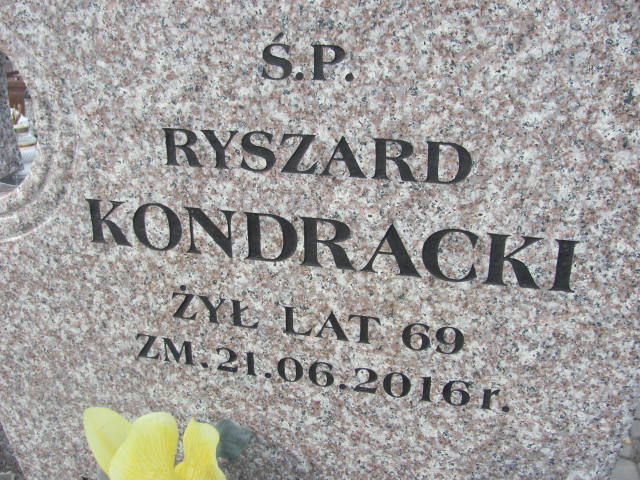 Ś.P.
RYSZARD
KONDRACKI
ŻYŁ LAT 69
ZM. 21.06.2016 r.